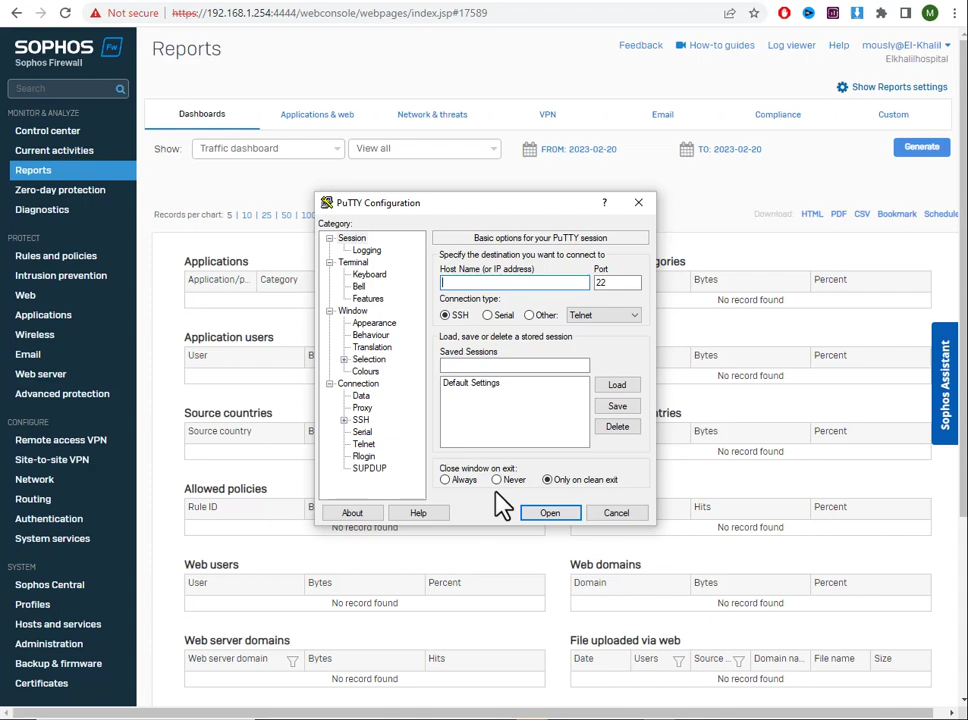 Not secure
https://192.168.1.254:4444/webconsole/webpages/index.jsp#17589
M
SOPHOS Fw
Sophos Firewall
Search
MONITOR & ANALYZE
Control center
Current activities
Reports
Zero-day protection
Diagnostics
PROTECT
Rules and policies
Intrusion prevention
Web
Applications
Wireless
Email
Web server
Advanced protection
CONFIGURE
Remote access VPN
Site-to-site VPN
Network
Routing
Authentication
System services
SYSTEM
Sophos Central
Profiles
Hosts and services
Administration
Backup & firmware
Certificates
Reports
Feedback How-to guides Log viewer Help mously@El-Khalil
Elkhalilhospital
Show Reports settings
Dashboards Applications & web Network & threats VPN Email Compliance Custom
Show: Traffic dashboard View all FROM: 2023-02-20 TO: 2023-02-20 Generate
Records per chart: 5 | 10 | 25 | 50 | 100
Download: HTML PDF CSV Bookmark Schedule
Applications
Application/p... Category
Bytes Percent
No record found
Application users
User
Bytes Percent
No record found
Source countries
Source country
Bytes Percent
No record found
Allowed policies
Rule ID
Hits
No record found
No record found
Web users
User Bytes Percent
No record found
Web domains
Domain Bytes Percent
No record found
Web server domains
Web server domain Bytes Hits
No record found
File uploaded via web
Date Users Source ... Domain na... File name Size
No record found
Sophos Assistant
PuTTY Configuration
?
Category:
Session
Logging
Terminal
Keyboard
Bell
Features
Window
Appearance
Behaviour
Translation
Selection
Colours
Connection
Data
Proxy
SSH
Serial
Telnet
Rlogin
SUPDUP
Basic options for your PuTTY session
Specify the destination you want to connect to
Host Name (or IP address) Port
22
Connection type:
SSH Serial Other: Telnet
Load, save or delete a stored session
Saved Sessions
Default Settings
Load
Save
Delete
Close window on exit:
Always Never Only on clean exit
About Help Open Cancel